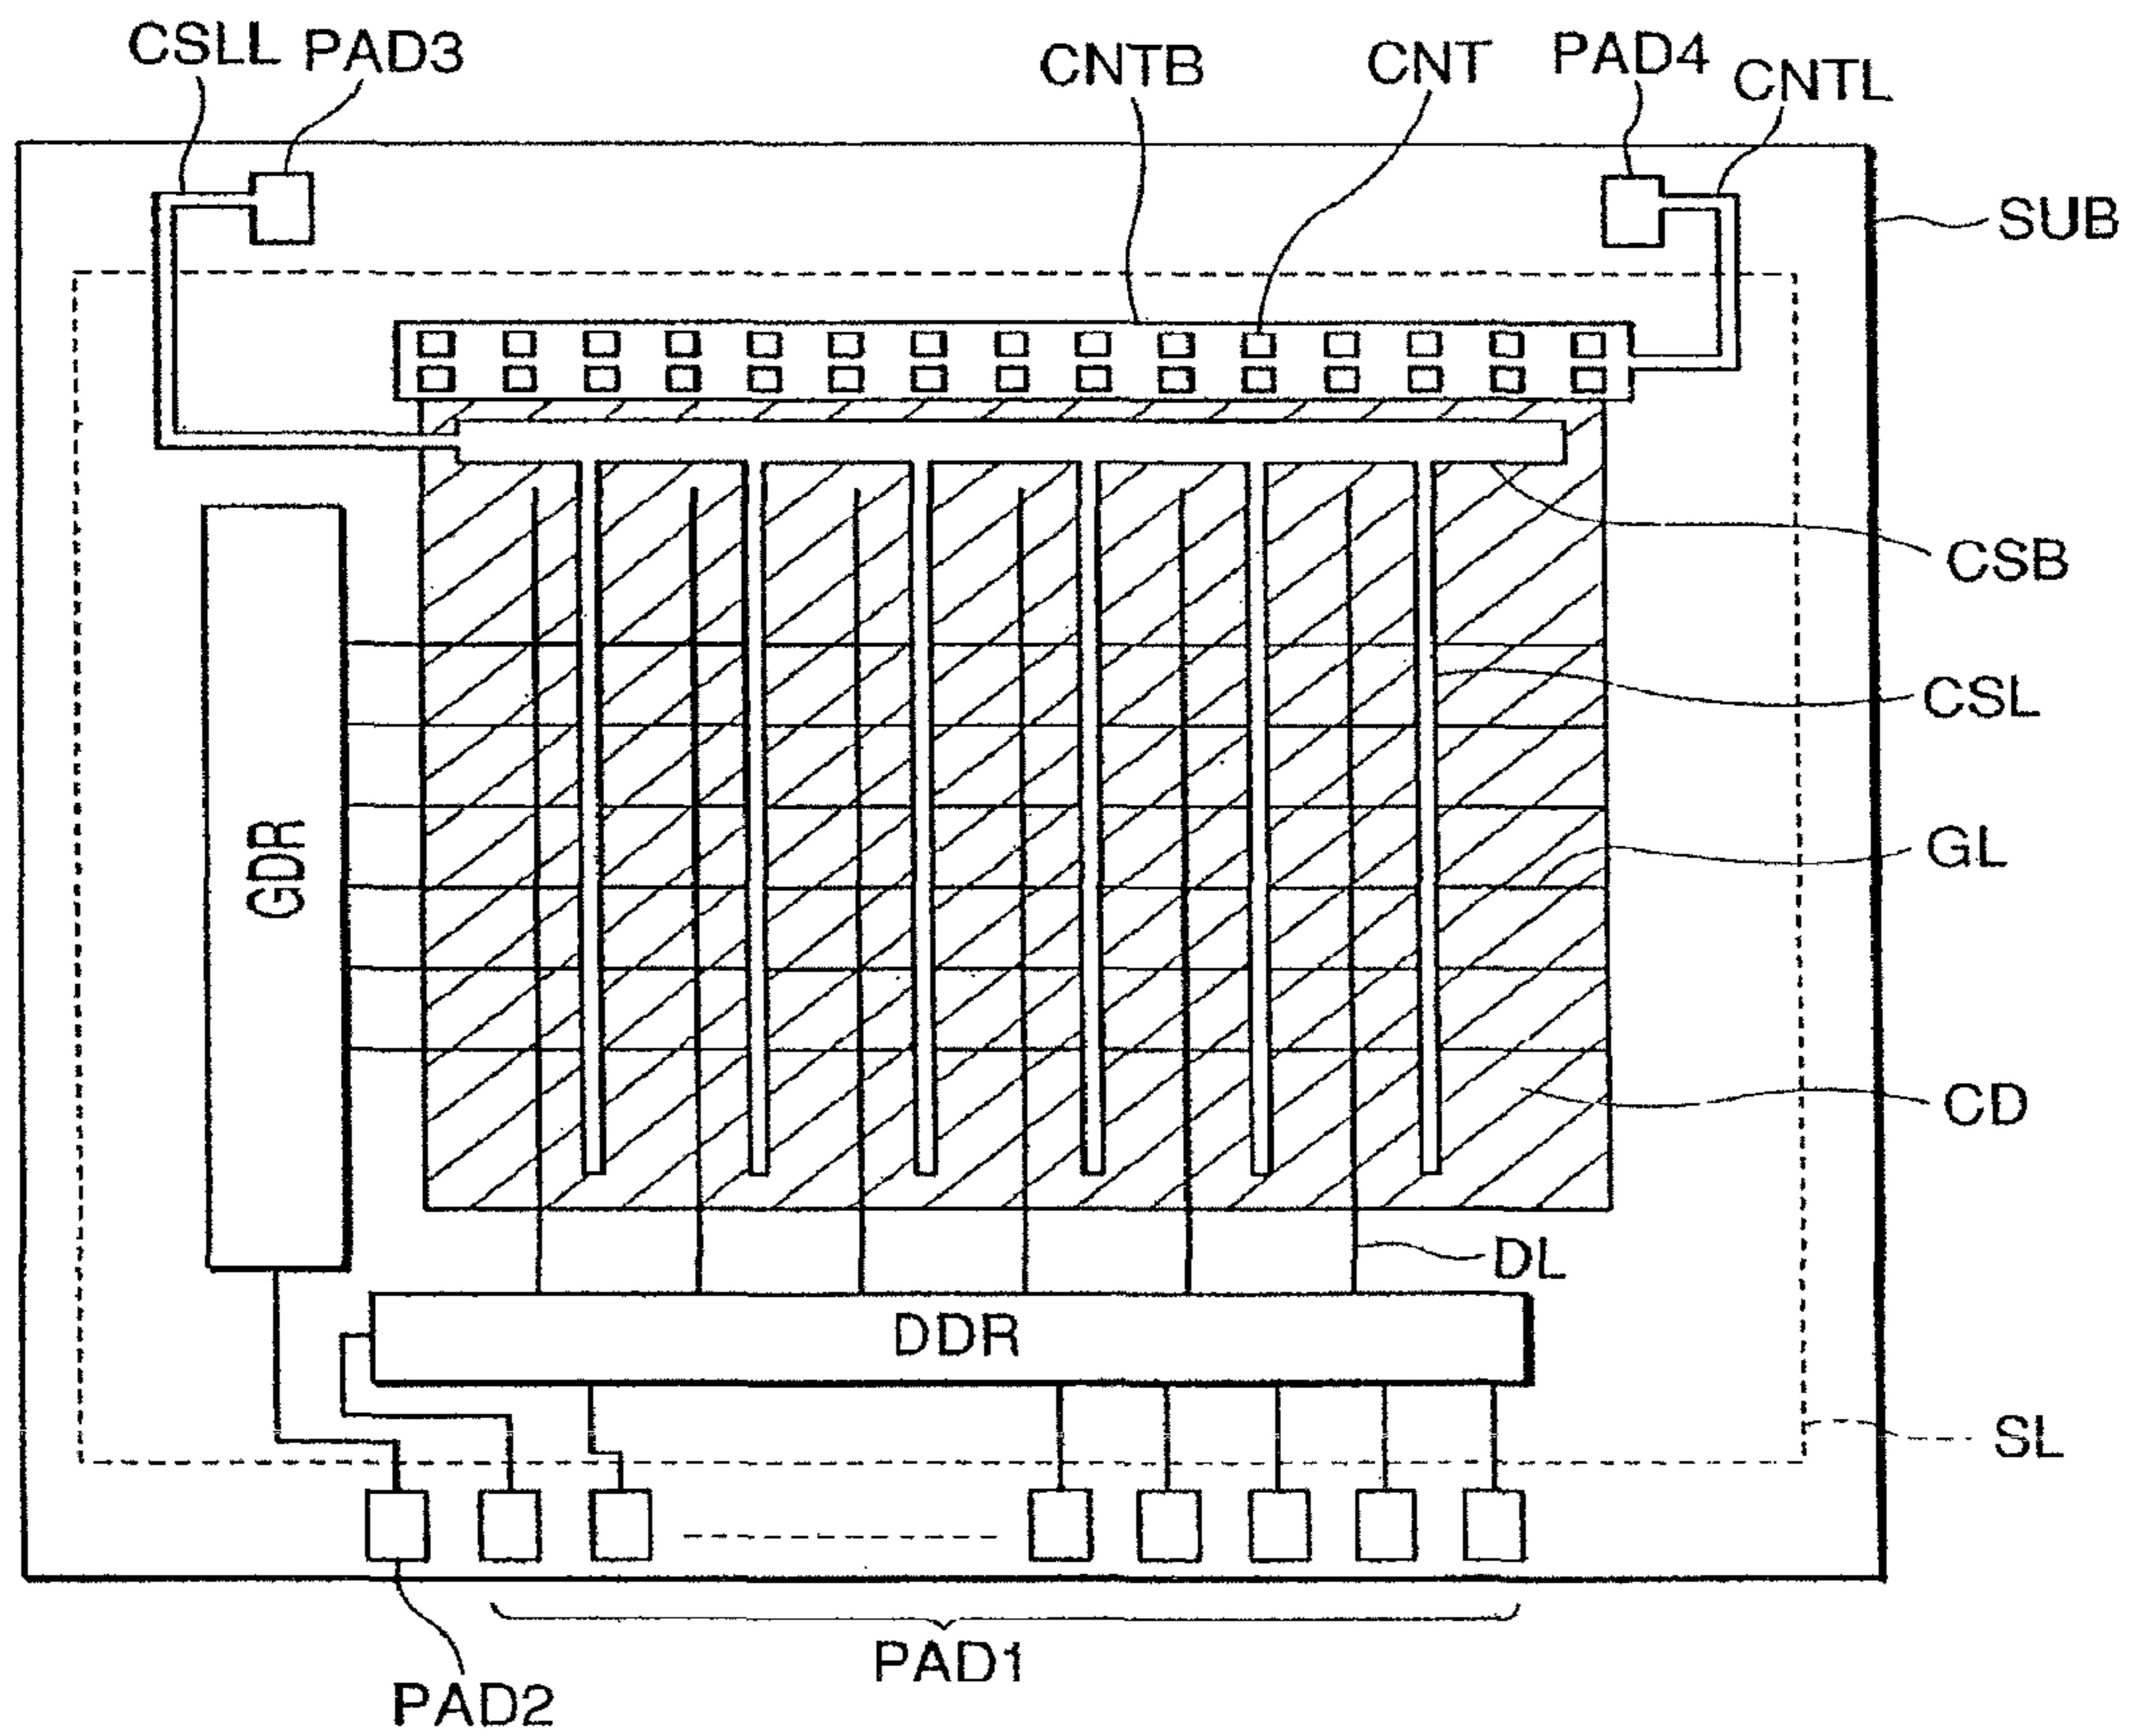 CSLL PAD3 CNTB CNT PAD4 CNTL
SUB
CSB
CSL
GDR
GL
CD
DL
DDR
SL
PAD1
PAD2